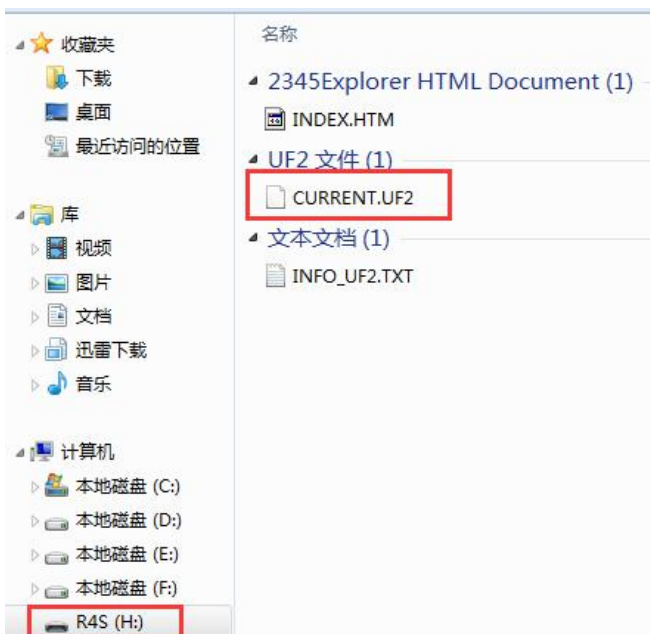 收藏夹
下载
桌面
最近访问的位置
库
视频
图片
文档
迅雷下载
音乐
计算机
本地磁盘 (C:)
本地磁盘 (D:)
本地磁盘 (E:)
本地磁盘 (F:)
R4S (H:)
名称
2345Explorer HTML Document (1)
INDEX.HTM
UF2 文件 (1)
CURRENT.UF2
文本文档 (1)
INFO_UF2.TXT